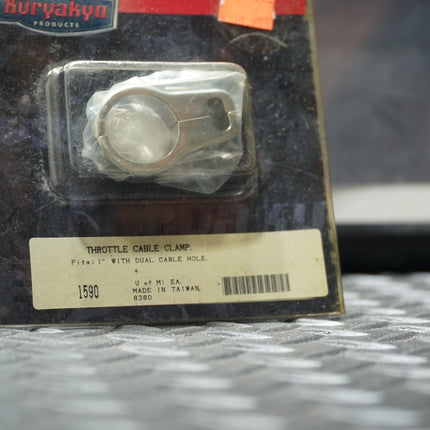 Kuryakyn
PRODUCTS
THROTTLE CABLE CLAMP.
Fits: 1" WITH DUAL CABLE HOLE.
+
1590
U of M: EA.
MADE IN TAIWAN,
8380